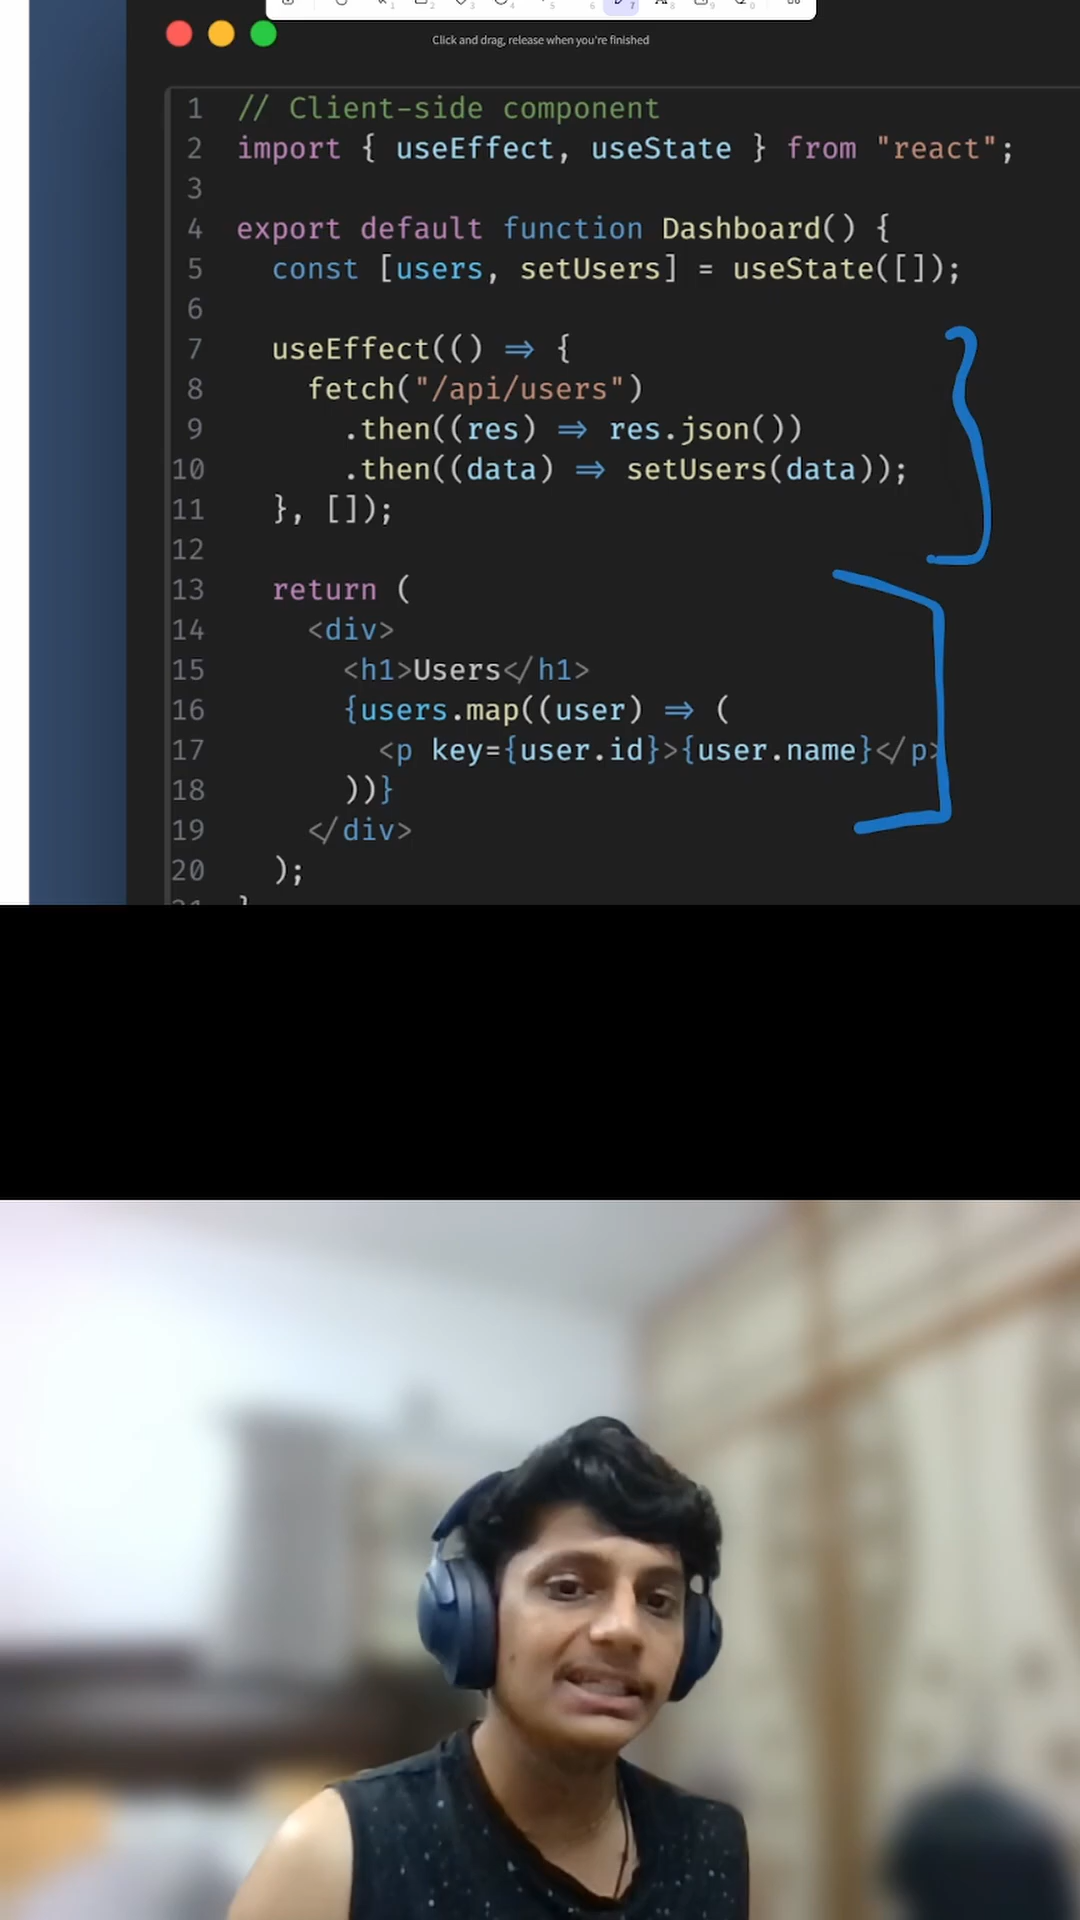 Click and drag, release when you're finished
1 // Client-side component
2 import { useEffect, useState } from "react";
3
4 export default function Dashboard() {
5   const [users, setUsers] = useState([]);
6
7   useEffect(() => {
8     fetch("/api/users")
9       .then((res) => res.json())
10       .then((data) => setUsers(data));
11   }, []);
12
13   return (
14     <div>
15       <h1>Users</h1>
16       {users.map((user) => (
17         <p key={user.id}>{user.name}</p>
18       ))}
19     </div>
20   );